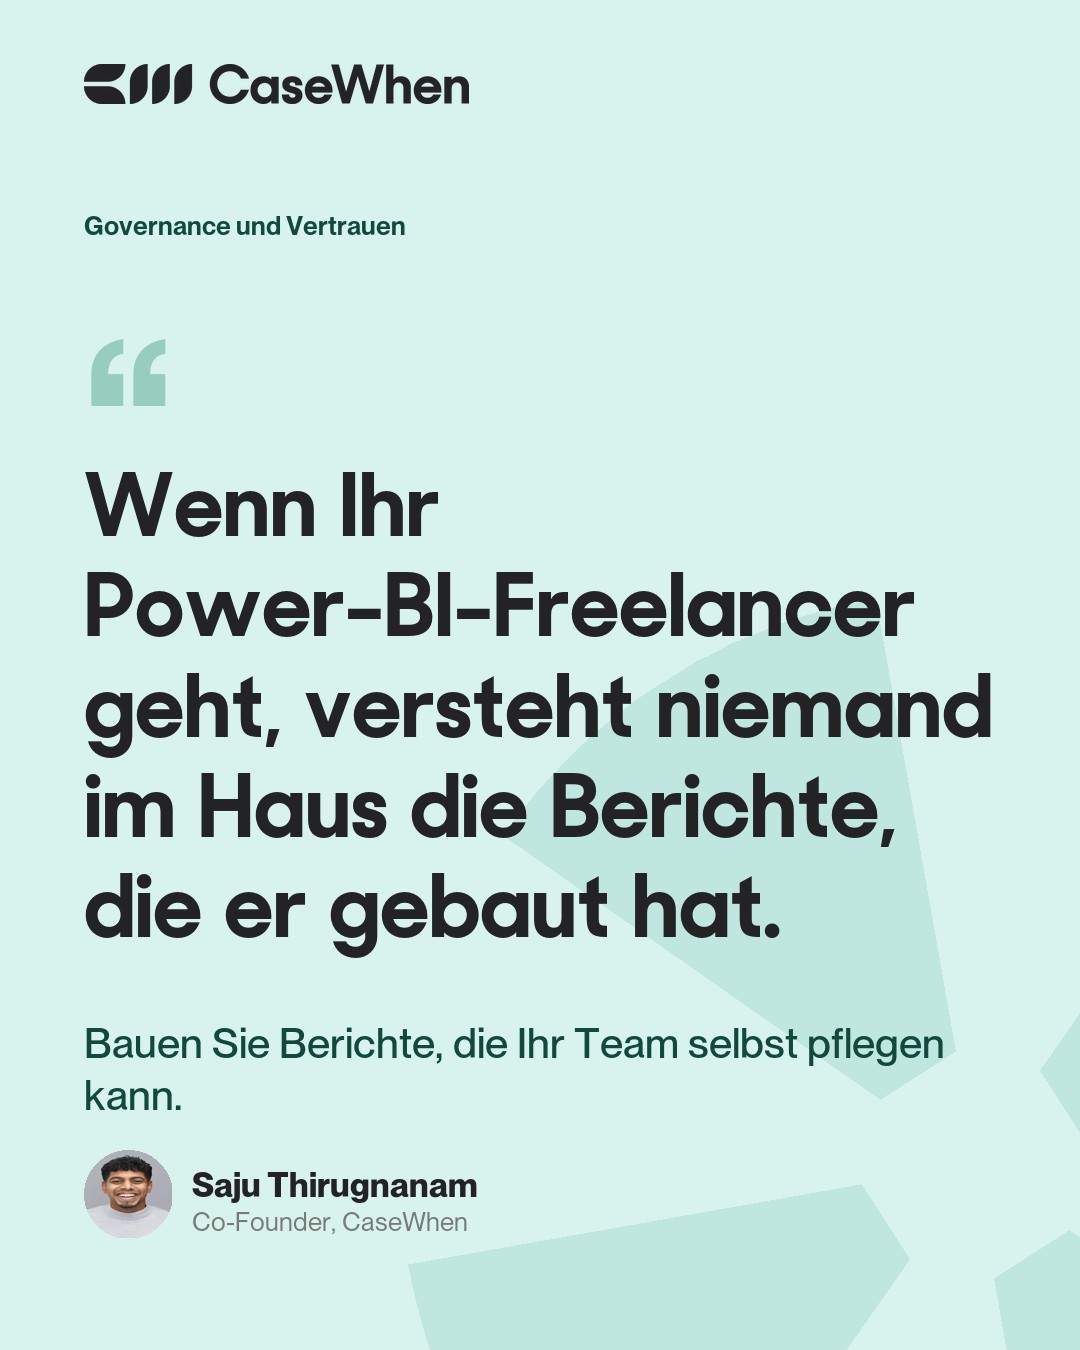 CaseWhen
Governance und Vertrauen
“
Wenn Ihr
Power-BI-Freelancer
geht, versteht niemand
im Haus die Berichte,
die er gebaut hat.
Bauen Sie Berichte, die Ihr Team selbst pflegen
kann.
Saju Thirugnanam
Co-Founder, CaseWhen